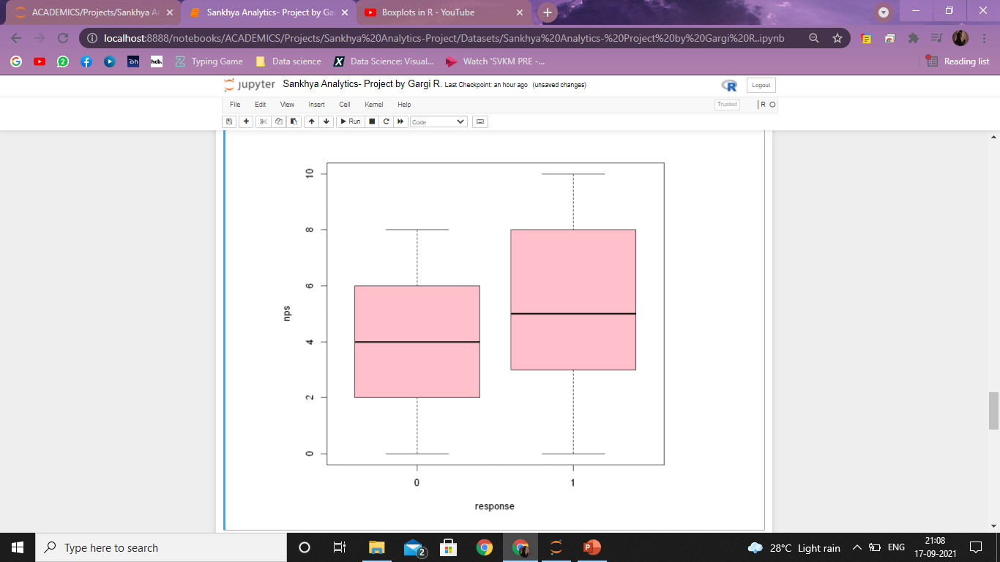 ACADEMICS/Projects/Sankhya Ar
Sankhya Analytics- Project by Ga
Boxplots in R - YouTube
localhost:8888/notebooks/ACADEMICS/Projects/Sankhya%20Analytics-Project/Datasets/Sankhya%20Analytics-%20Project%20by%20Gargi%20R..ipynb
G
2
hcb.
Typing Game
Data science
X
Data Science: Visual...
Watch 'SVKM PRE -...
Reading list
jupyter Sankhya Analytics- Project by Gargi R. Last Checkpoint: an hour ago (unsaved changes)
R
Logout
File Edit View Insert Cell Kernel Help
Trusted
R
Run
Code
10
8
6
4
2
0
nps
0 1
response
Type here to search
2
28°C Light rain
ENG
21:08
17-09-2021